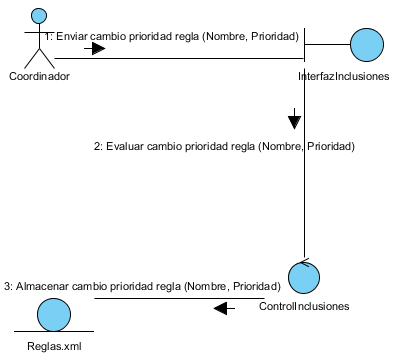 1: Enviar cambio prioridad regla (Nombre, Prioridad)
Coordinador
InterfazInclusiones
2: Evaluar cambio prioridad regla (Nombre, Prioridad)
3: Almacenar cambio prioridad regla (Nombre, Prioridad)
ControlInclusiones
Reglas.xml